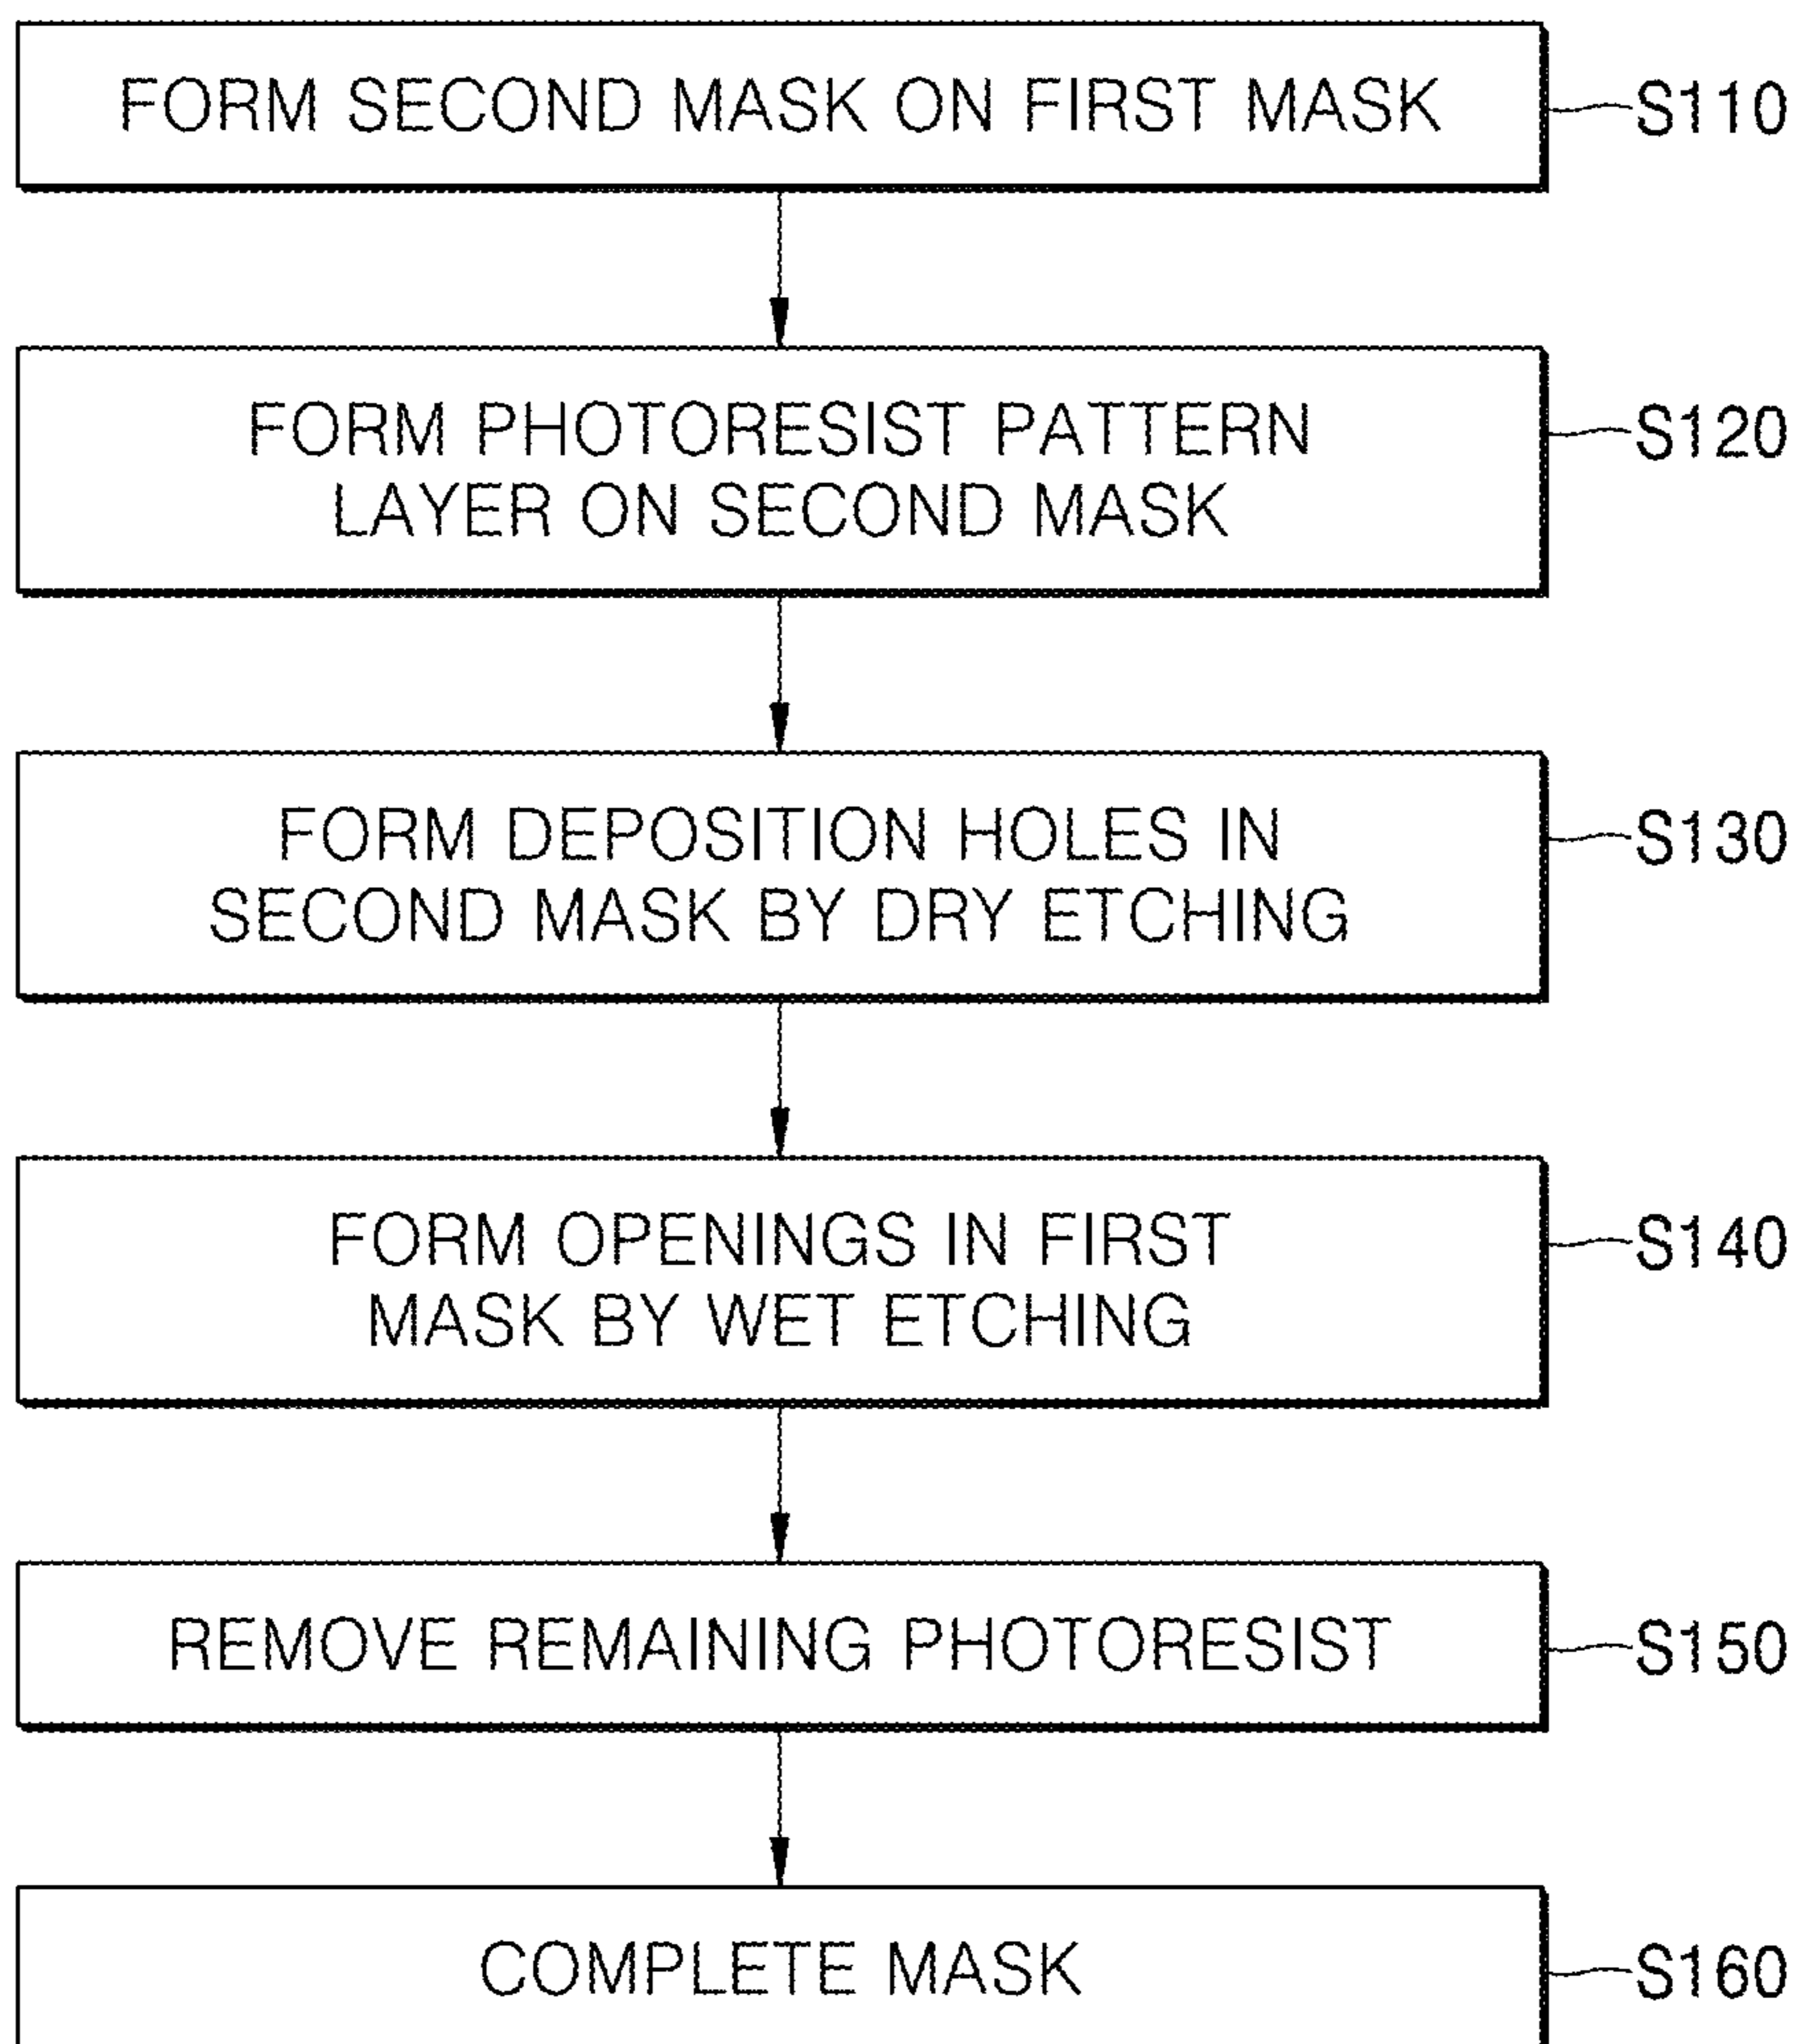 FORM SECOND MASK ON FIRST MASK
S110
FORM PHOTORESIST PATTERN
LAYER ON SECOND MASK
S120
FORM DEPOSITION HOLES IN
SECOND MASK BY DRY ETCHING
S130
FORM OPENINGS IN FIRST
MASK BY WET ETCHING
S140
REMOVE REMAINING PHOTORESIST
S150
COMPLETE MASK
S160